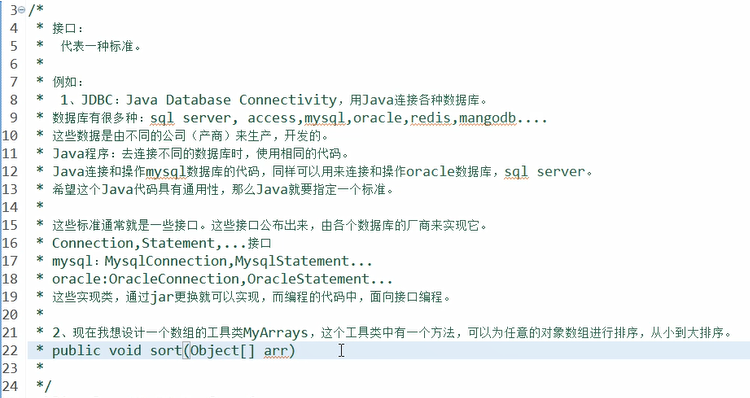 3 /*
4  * 接口：
5  *  代表一种标准。
6  *
7  * 例如：
8  *  1、JDBC：Java Database Connectivity，用Java连接各种数据库。
9  * 数据库有很多种：sql server, access,mysql,oracle,redis,mangodb....
10  * 这些数据是由不同的公司（产商）来生产，开发的。
11  * Java程序：去连接不同的数据库时，使用相同的代码。
12  * Java连接和操作mysql数据库的代码，同样可以用来连接和操作oracle数据库，sql server。
13  * 希望这个Java代码具有通用性，那么Java就要指定一个标准。
14  *
15  * 这些标准通常就是一些接口。这些接口公布出来，由各个数据库的厂商来实现它。
16  * Connection,Statement,...接口
17  * mysql：MysqlConnection,MysqlStatement...
18  * oracle:OracleConnection,OracleStatement...
19  * 这些实现类，通过jar更换就可以实现，而编程的代码中，面向接口编程。
20  *
21  * 2、现在我想设计一个数组的工具类MyArrays，这个工具类中有一个方法，可以为任意的对象数组进行排序，从小到大排序。
22  * public void sort(Object[] arr)
23  *
24  */